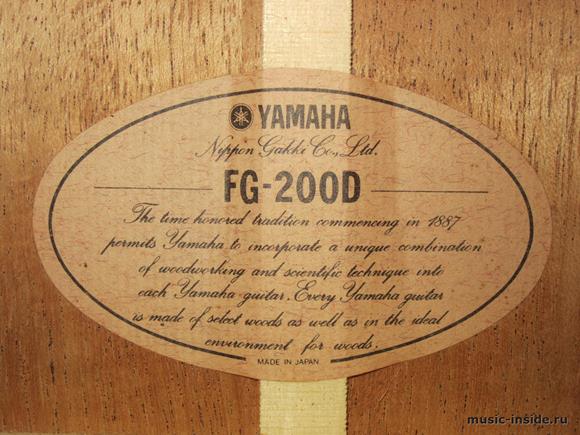 YAMAHA
Nippon Gakki Co., Ltd.
FG-200D
The time honored tradition commencing in 1887
permits Yamaha to incorporate a unique combination
of woodworking and scientific technique into
each Yamaha guitar. Every Yamaha guitar
is made of select woods as well as in the ideal
environment for woods.
MADE IN JAPAN
music-inside.ru